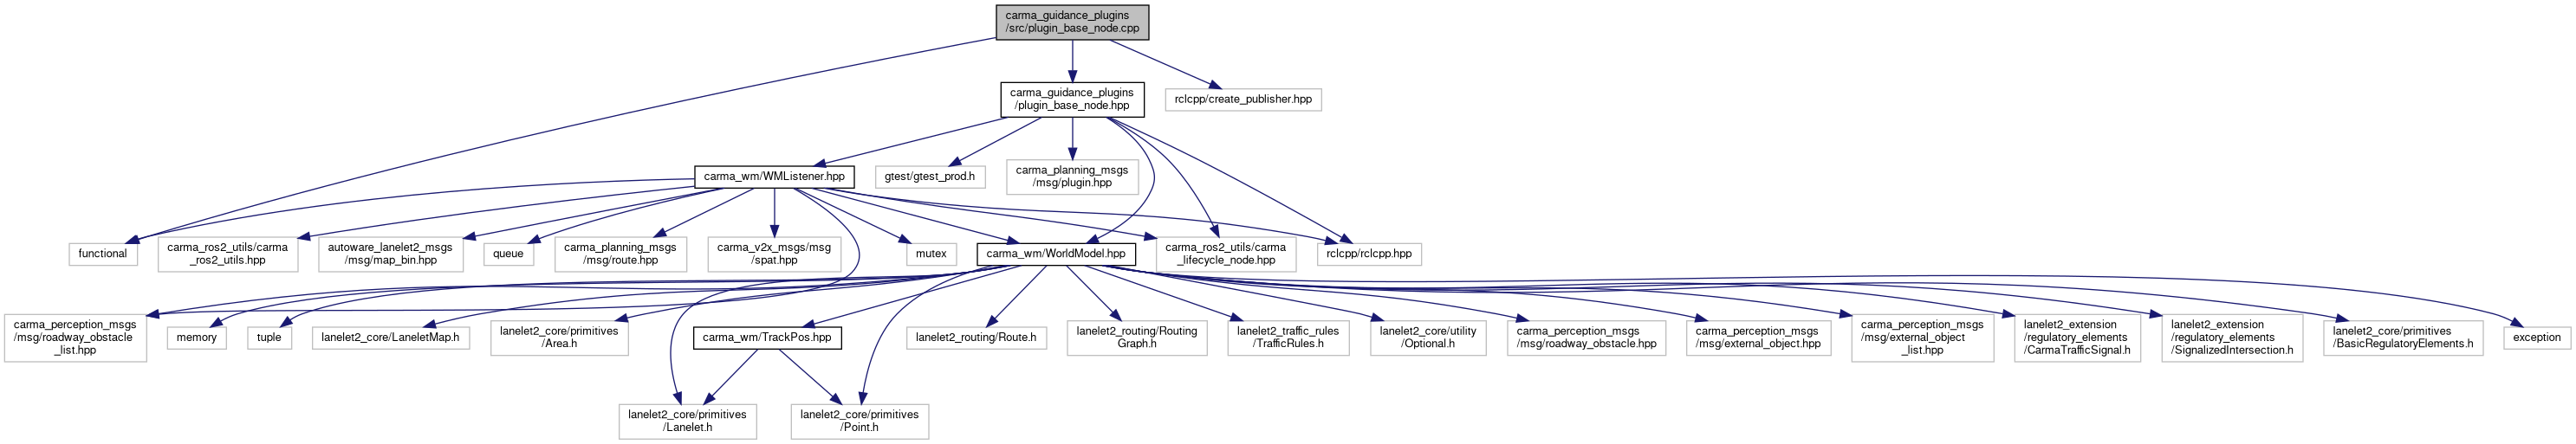 carma_guidance_plugins
/src/plugin_base_node.cpp
carma_guidance_plugins
/plugin_base_node.hpp
rclcpp/create_publisher.hpp
carma_wm/WMListener.hpp
gtest/gtest_prod.h
carma_planning_msgs
/msg/plugin.hpp
functional
carma_ros2_utils/carma
_ros2_utils.hpp
autoware_lanelet2_msgs
/msg/map_bin.hpp
queue
carma_planning_msgs
/msg/route.hpp
carma_v2x_msgs/msg
/spat.hpp
mutex
carma_wm/WorldModel.hpp
carma_ros2_utils/carma
_lifecycle_node.hpp
rclcpp/rclcpp.hpp
carma_perception_msgs
/msg/roadway_obstacle
_list.hpp
memory
tuple
lanelet2_core/LaneletMap.h
lanelet2_core/primitives
/Area.h
carma_wm/TrackPos.hpp
lanelet2_routing/Route.h
lanelet2_routing/Routing
Graph.h
lanelet2_traffic_rules
/TrafficRules.h
lanelet2_core/utility
/Optional.h
carma_perception_msgs
/msg/roadway_obstacle.hpp
carma_perception_msgs
/msg/external_object.hpp
carma_perception_msgs
/msg/external_object
_list.hpp
lanelet2_extension
/regulatory_elements
/CarmaTrafficSignal.h
lanelet2_extension
/regulatory_elements
/SignalizedIntersection.h
lanelet2_core/primitives
/BasicRegulatoryElements.h
exception
lanelet2_core/primitives
/Lanelet.h
lanelet2_core/primitives
/Point.h